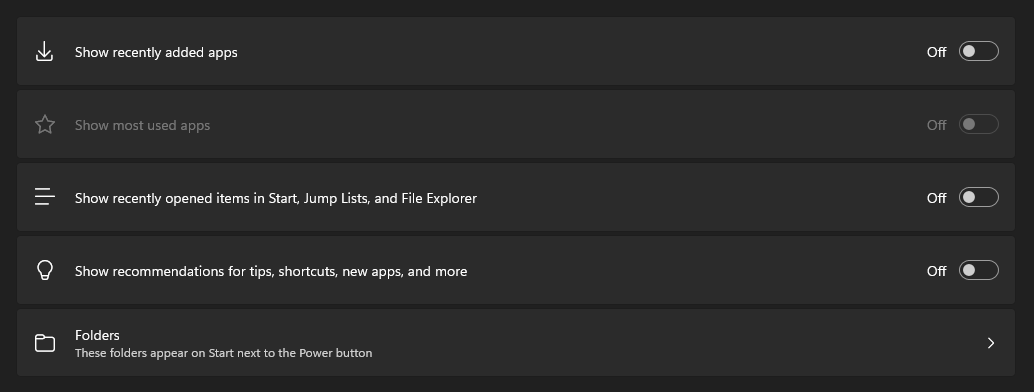 Show recently added apps Off
Show most used apps Off
Show recently opened items in Start, Jump Lists, and File Explorer Off
Show recommendations for tips, shortcuts, new apps, and more Off
Folders
These folders appear on Start next to the Power button